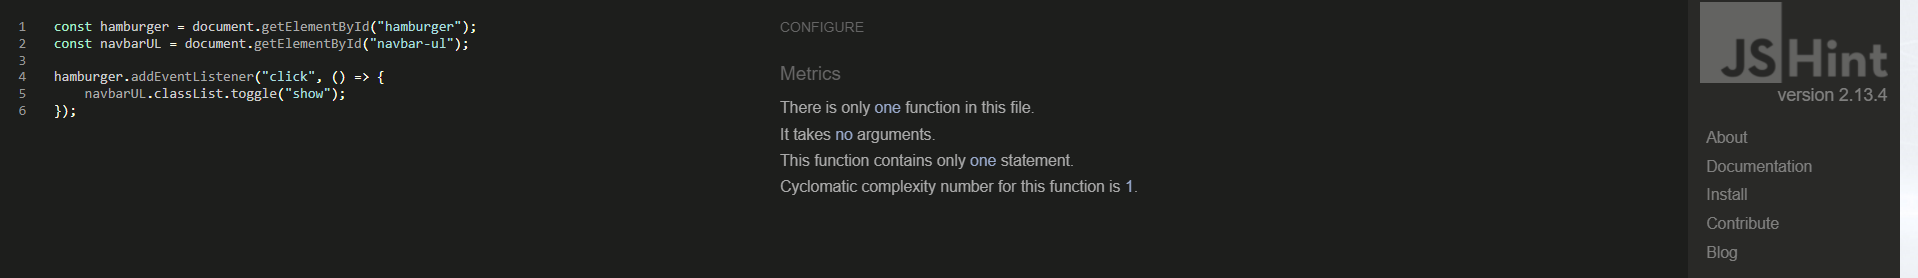 1 const hamburger = document.getElementById("hamburger");
2 const navbarUL = document.getElementById("navbar-ul");
3
4 hamburger.addEventListener("click", () => {
5     navbarUL.classList.toggle("show");
6 });
CONFIGURE
Metrics
There is only one function in this file.
It takes no arguments.
This function contains only one statement.
Cyclomatic complexity number for this function is 1.
JSHint
version 2.13.4
About
Documentation
Install
Contribute
Blog